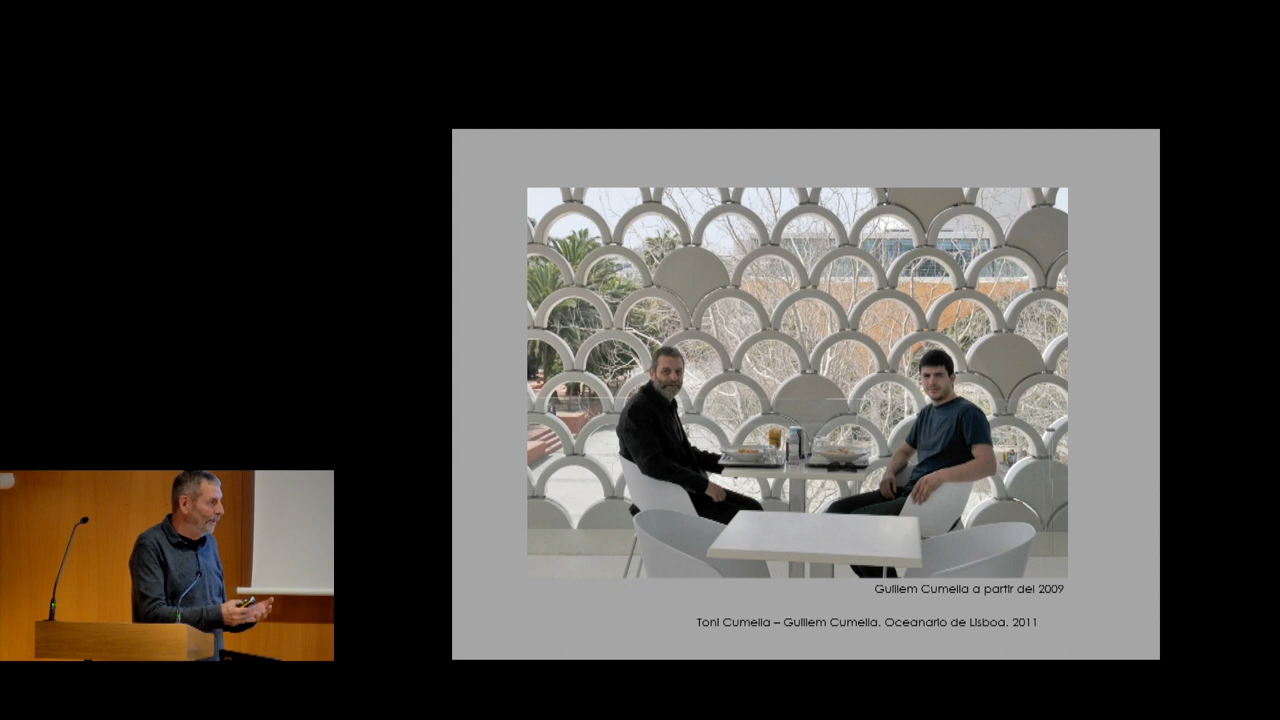 Guillem Cumella a partir del 2009
Toni Cumella – Guillem Cumella. Oceanario de Lisboa. 2011